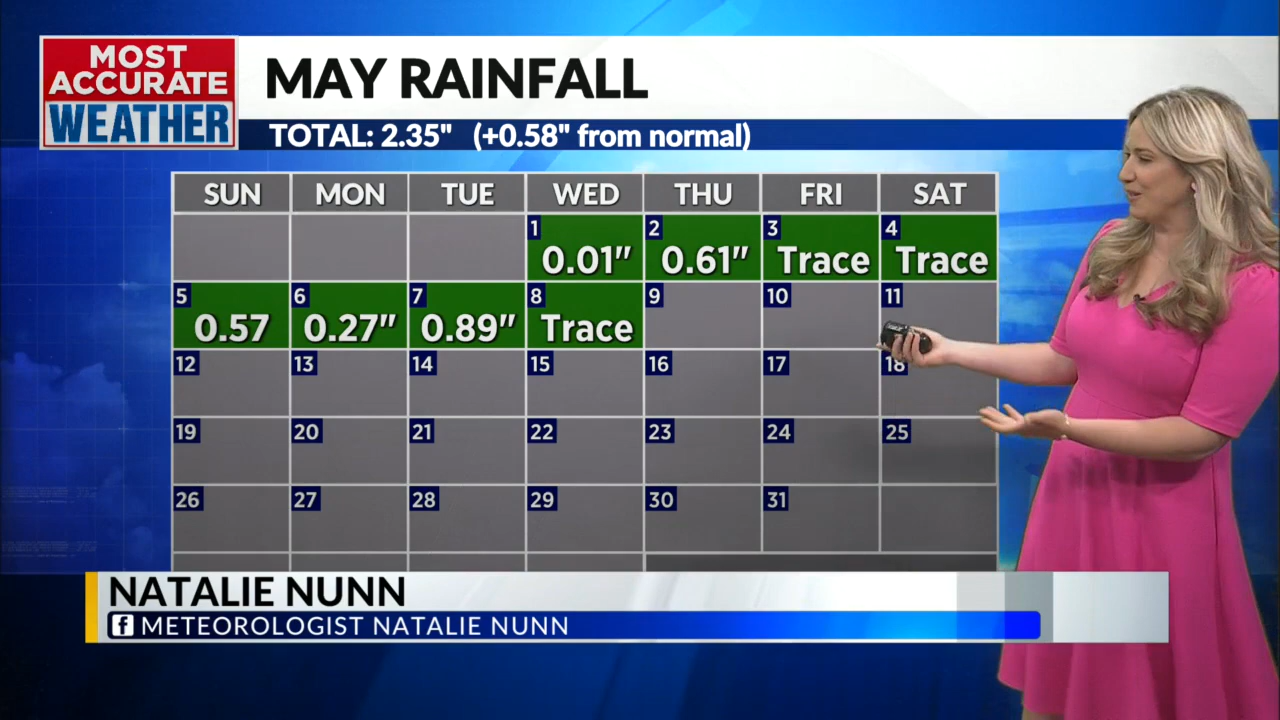 MOST
ACCURATE
WEATHER
MAY RAINFALL
TOTAL: 2.35" (+0.58" from normal)
SUN MON TUE WED THU FRI SAT
1 2 3 4
0.01" 0.61" Trace Trace
5 6 7 8 9 10 11
0.57 0.27" 0.89" Trace
12 13 14 15 16 17 18
19 20 21 22 23 24 25
26 27 28 29 30 31
NATALIE NUNN
f METEOROLOGIST NATALIE NUNN